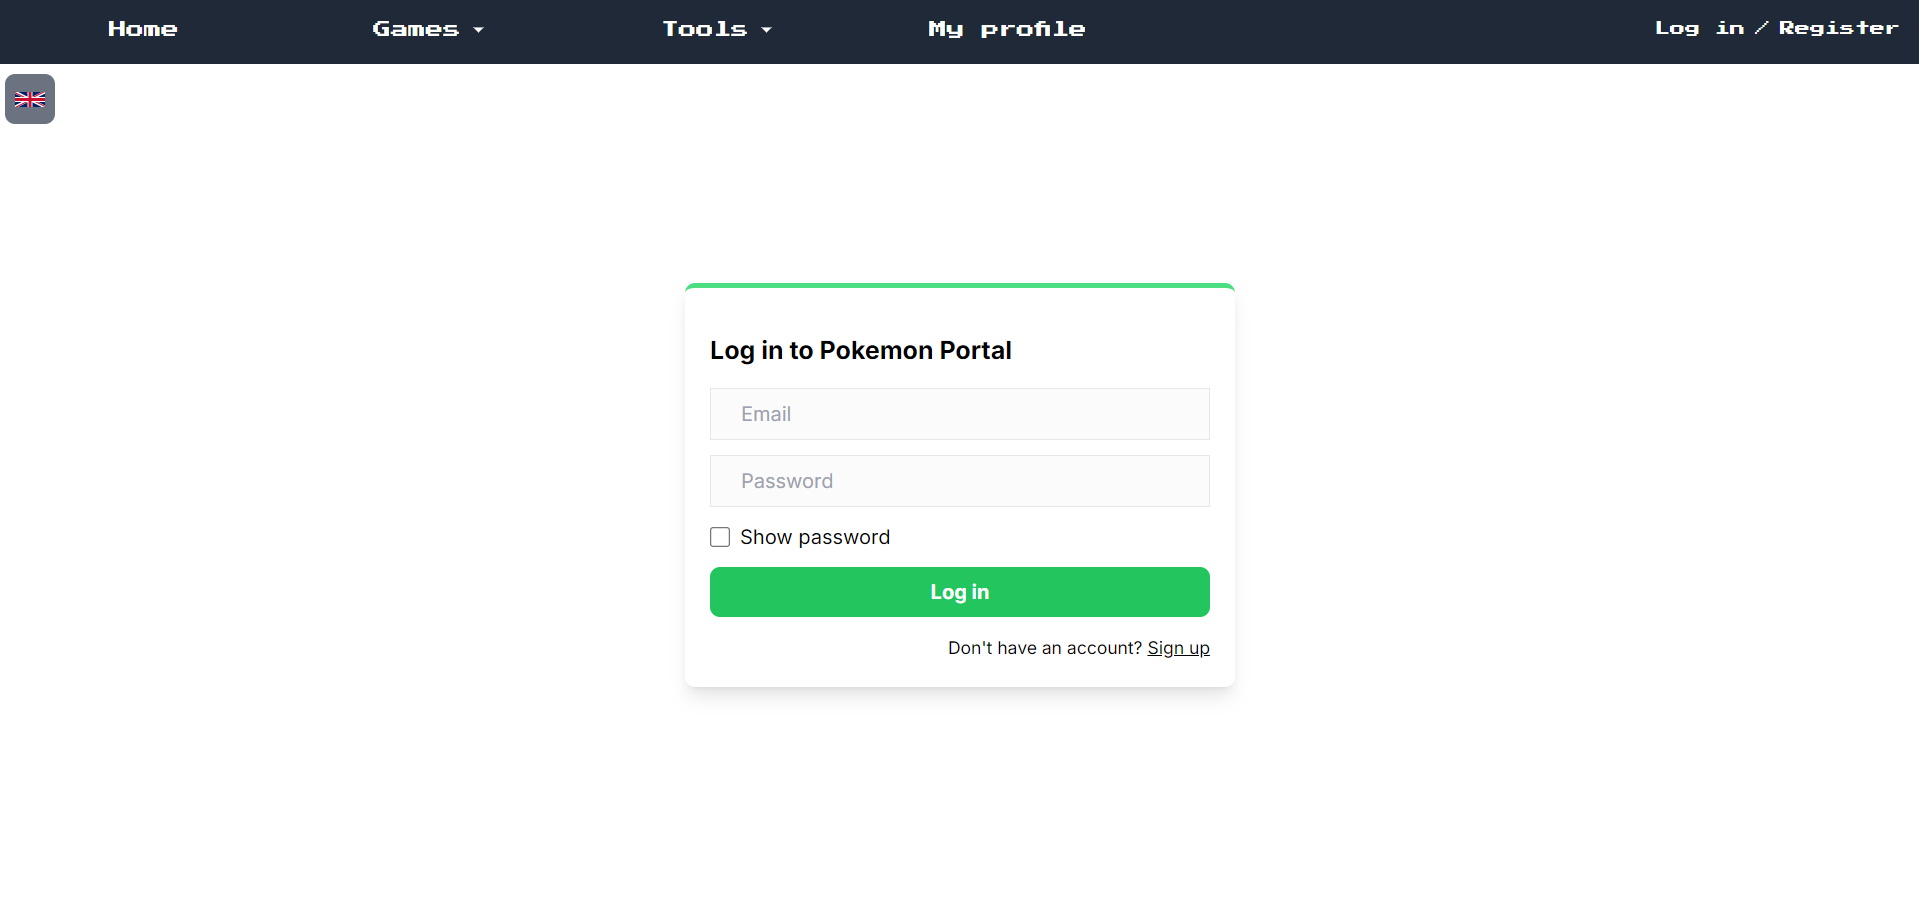 Home Games Tools My profile Log in / Register
Log in to Pokemon Portal
Email
Password
Show password
Log in
Don't have an account? Sign up